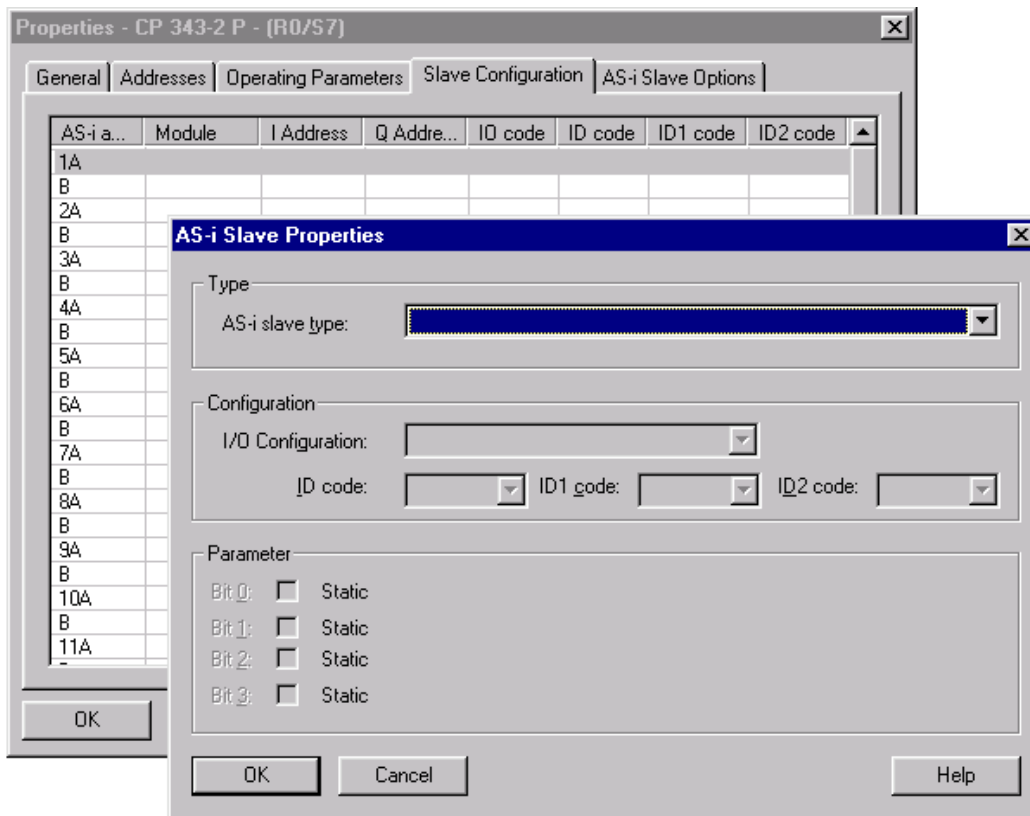 Properties - CP 343-2 P - (R0/S7)
General Addresses Operating Parameters Slave Configuration AS-i Slave Options
AS-i a... Module I Address Q Addre... IO code ID code ID1 code ID2 code
1A
B
2A
B
3A
B
4A
B
5A
B
6A
B
7A
B
8A
B
9A
B
10A
B
11A
OK
AS-i Slave Properties
Type
AS-i slave type:
Configuration
I/O Configuration:
ID code: ID1 code: ID2 code:
Parameter
Bit 0: Static
Bit 1: Static
Bit 2: Static
Bit 3: Static
OK Cancel Help